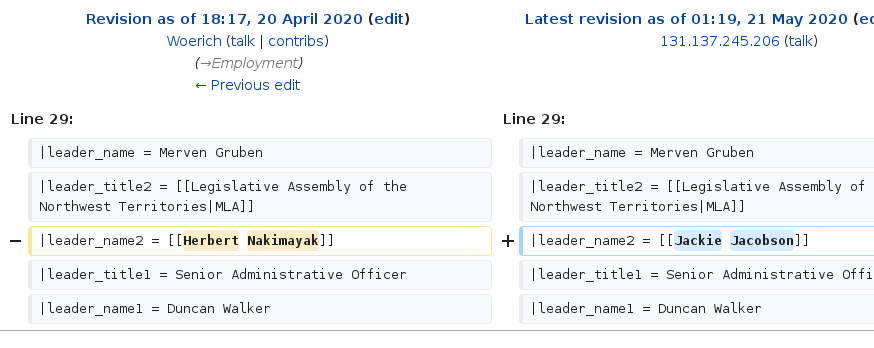 Revision as of 18:17, 20 April 2020 (edit)
Woerich (talk | contribs)
(→Employment)
← Previous edit
Latest revision as of 01:19, 21 May 2020 (e
131.137.245.206 (talk)
Line 29:
Line 29:
|leader_name = Merven Gruben
|leader_name = Merven Gruben
|leader_title2 = [[Legislative Assembly of the
Northwest Territories|MLA]]
|leader_title2 = [[Legislative Assembly of
Northwest Territories|MLA]]
− |leader_name2 = [[Herbert Nakimayak]]
+ |leader_name2 = [[Jackie Jacobson]]
|leader_title1 = Senior Administrative Officer
|leader_title1 = Senior Administrative Offi
|leader_name1 = Duncan Walker
|leader_name1 = Duncan Walker